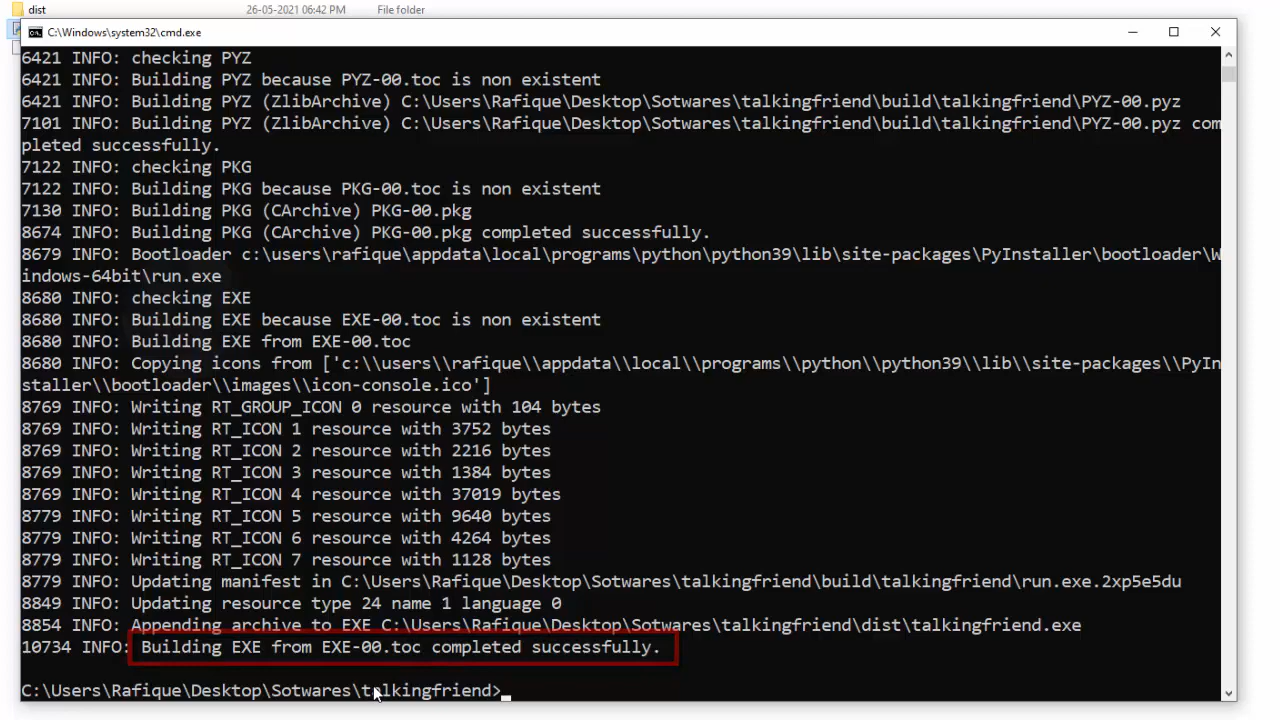 dist 26-05-2021 06:42 PM File folder
C:\Windows\system32\cmd.exe
6421 INFO: checking PYZ
6421 INFO: Building PYZ because PYZ-00.toc is non existent
6421 INFO: Building PYZ (ZlibArchive) C:\Users\Rafique\Desktop\Sotwares\talkingfriend\build\talkingfriend\PYZ-00.pyz
7101 INFO: Building PYZ (ZlibArchive) C:\Users\Rafique\Desktop\Sotwares\talkingfriend\build\talkingfriend\PYZ-00.pyz com
pleted successfully.
7122 INFO: checking PKG
7122 INFO: Building PKG because PKG-00.toc is non existent
7130 INFO: Building PKG (CArchive) PKG-00.pkg
8674 INFO: Building PKG (CArchive) PKG-00.pkg completed successfully.
8679 INFO: Bootloader c:\users\rafique\appdata\local\programs\python\python39\lib\site-packages\PyInstaller\bootloader\W
indows-64bit\run.exe
8680 INFO: checking EXE
8680 INFO: Building EXE because EXE-00.toc is non existent
8680 INFO: Building EXE from EXE-00.toc
8680 INFO: Copying icons from ['c:\\users\\rafique\\appdata\\local\\programs\\python\\python39\\lib\\site-packages\\PyIn
staller\\bootloader\\images\\icon-console.ico']
8769 INFO: Writing RT_GROUP_ICON 0 resource with 104 bytes
8769 INFO: Writing RT_ICON 1 resource with 3752 bytes
8769 INFO: Writing RT_ICON 2 resource with 2216 bytes
8769 INFO: Writing RT_ICON 3 resource with 1384 bytes
8769 INFO: Writing RT_ICON 4 resource with 37019 bytes
8779 INFO: Writing RT_ICON 5 resource with 9640 bytes
8779 INFO: Writing RT_ICON 6 resource with 4264 bytes
8779 INFO: Writing RT_ICON 7 resource with 1128 bytes
8779 INFO: Updating manifest in C:\Users\Rafique\Desktop\Sotwares\talkingfriend\build\talkingfriend\run.exe.2xp5e5du
8849 INFO: Updating resource type 24 name 1 language 0
8854 INFO: Appending archive to EXE C:\Users\Rafique\Desktop\Sotwares\talkingfriend\dist\talkingfriend.exe
10734 INFO: Building EXE from EXE-00.toc completed successfully.
C:\Users\Rafique\Desktop\Sotwares\talkingfriend>